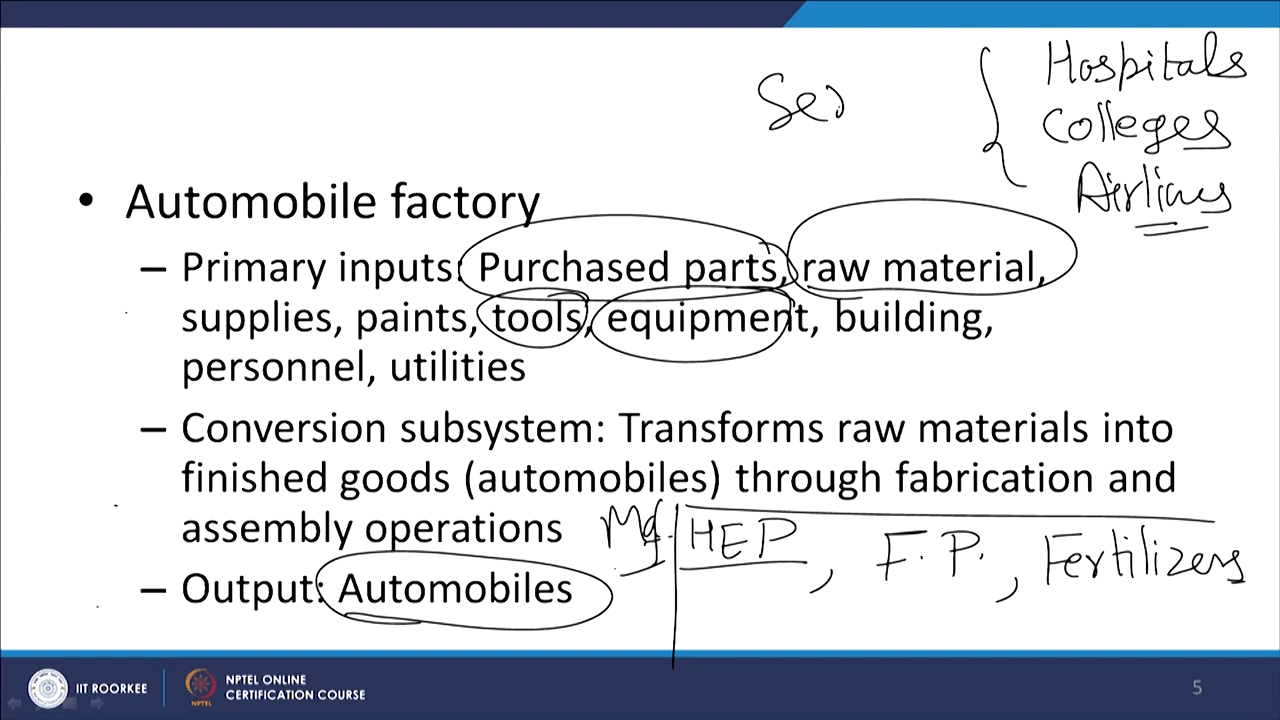 Ser { Hospitals
Colleges
Airlines
• Automobile factory
– Primary inputs: Purchased parts, raw material,
supplies, paints, tools, equipment, building,
personnel, utilities
– Conversion subsystem: Transforms raw materials into
finished goods (automobiles) through fabrication and
assembly operations
Mf. | HEP, F.P., Fertilizers
– Output: Automobiles
IIT ROORKEE
NPTEL ONLINE
CERTIFICATION COURSE
NPTEL
5